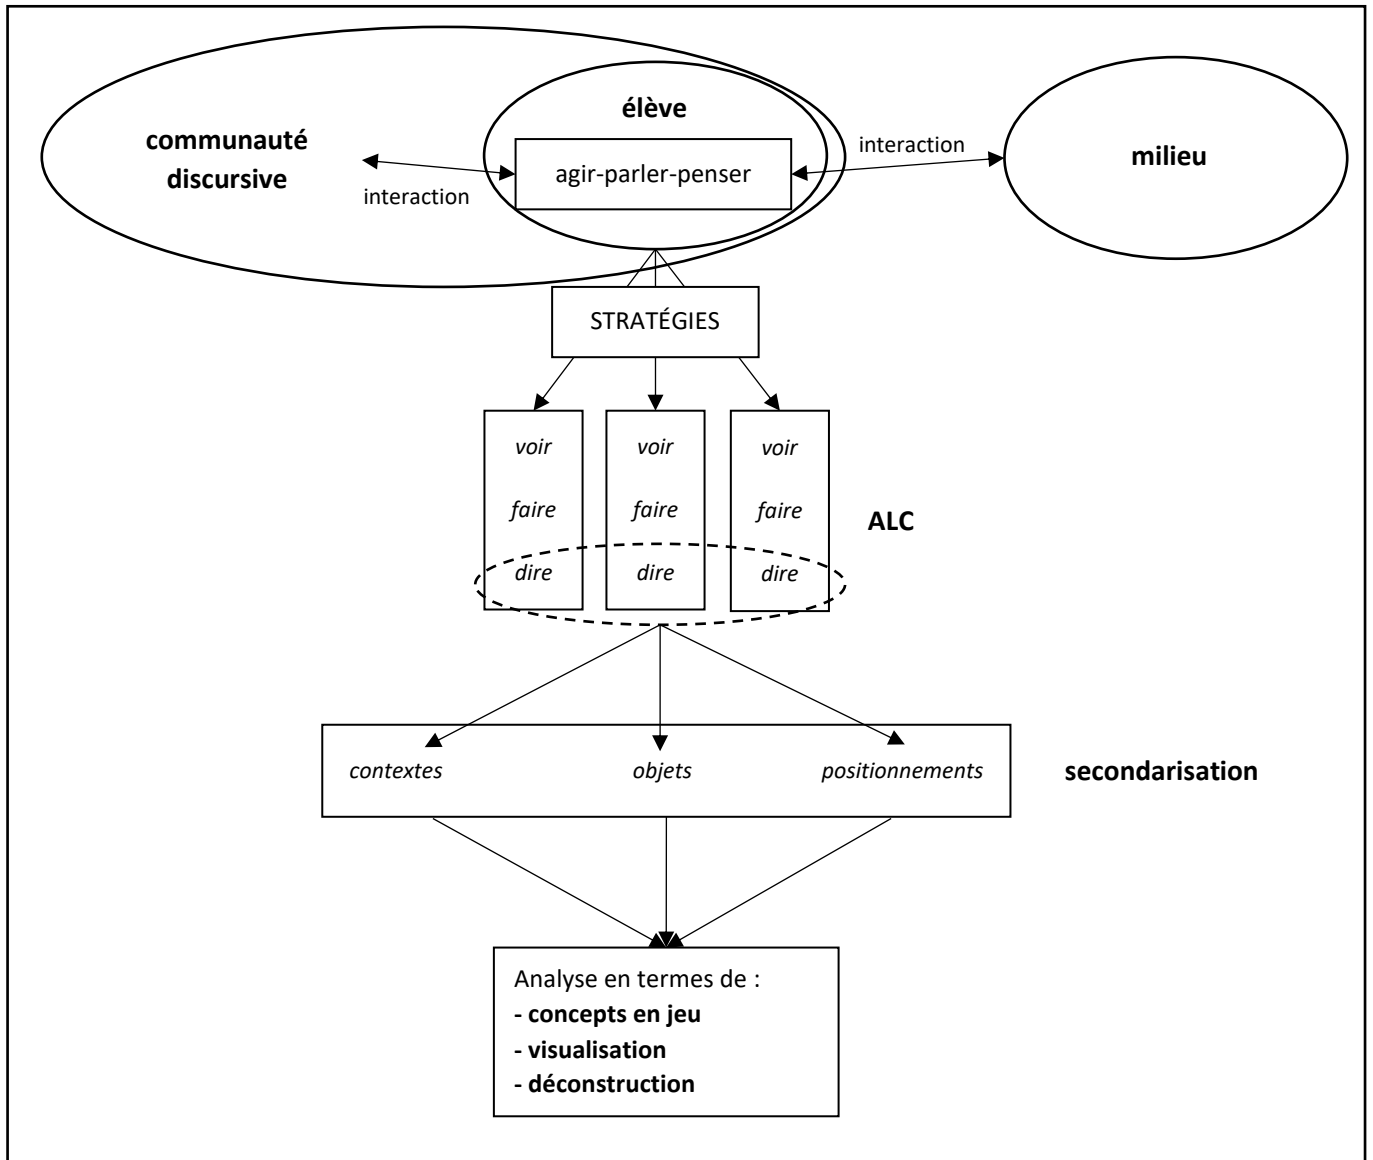 élève
communauté
discursive
interaction
agir-parler-penser
interaction
milieu
STRATÉGIES
voir
voir
voir
faire
faire
faire
ALC
dire
dire
dire
contextes
objets
positionnements
secondarisation
Analyse en termes de :
- concepts en jeu
- visualisation
- déconstruction